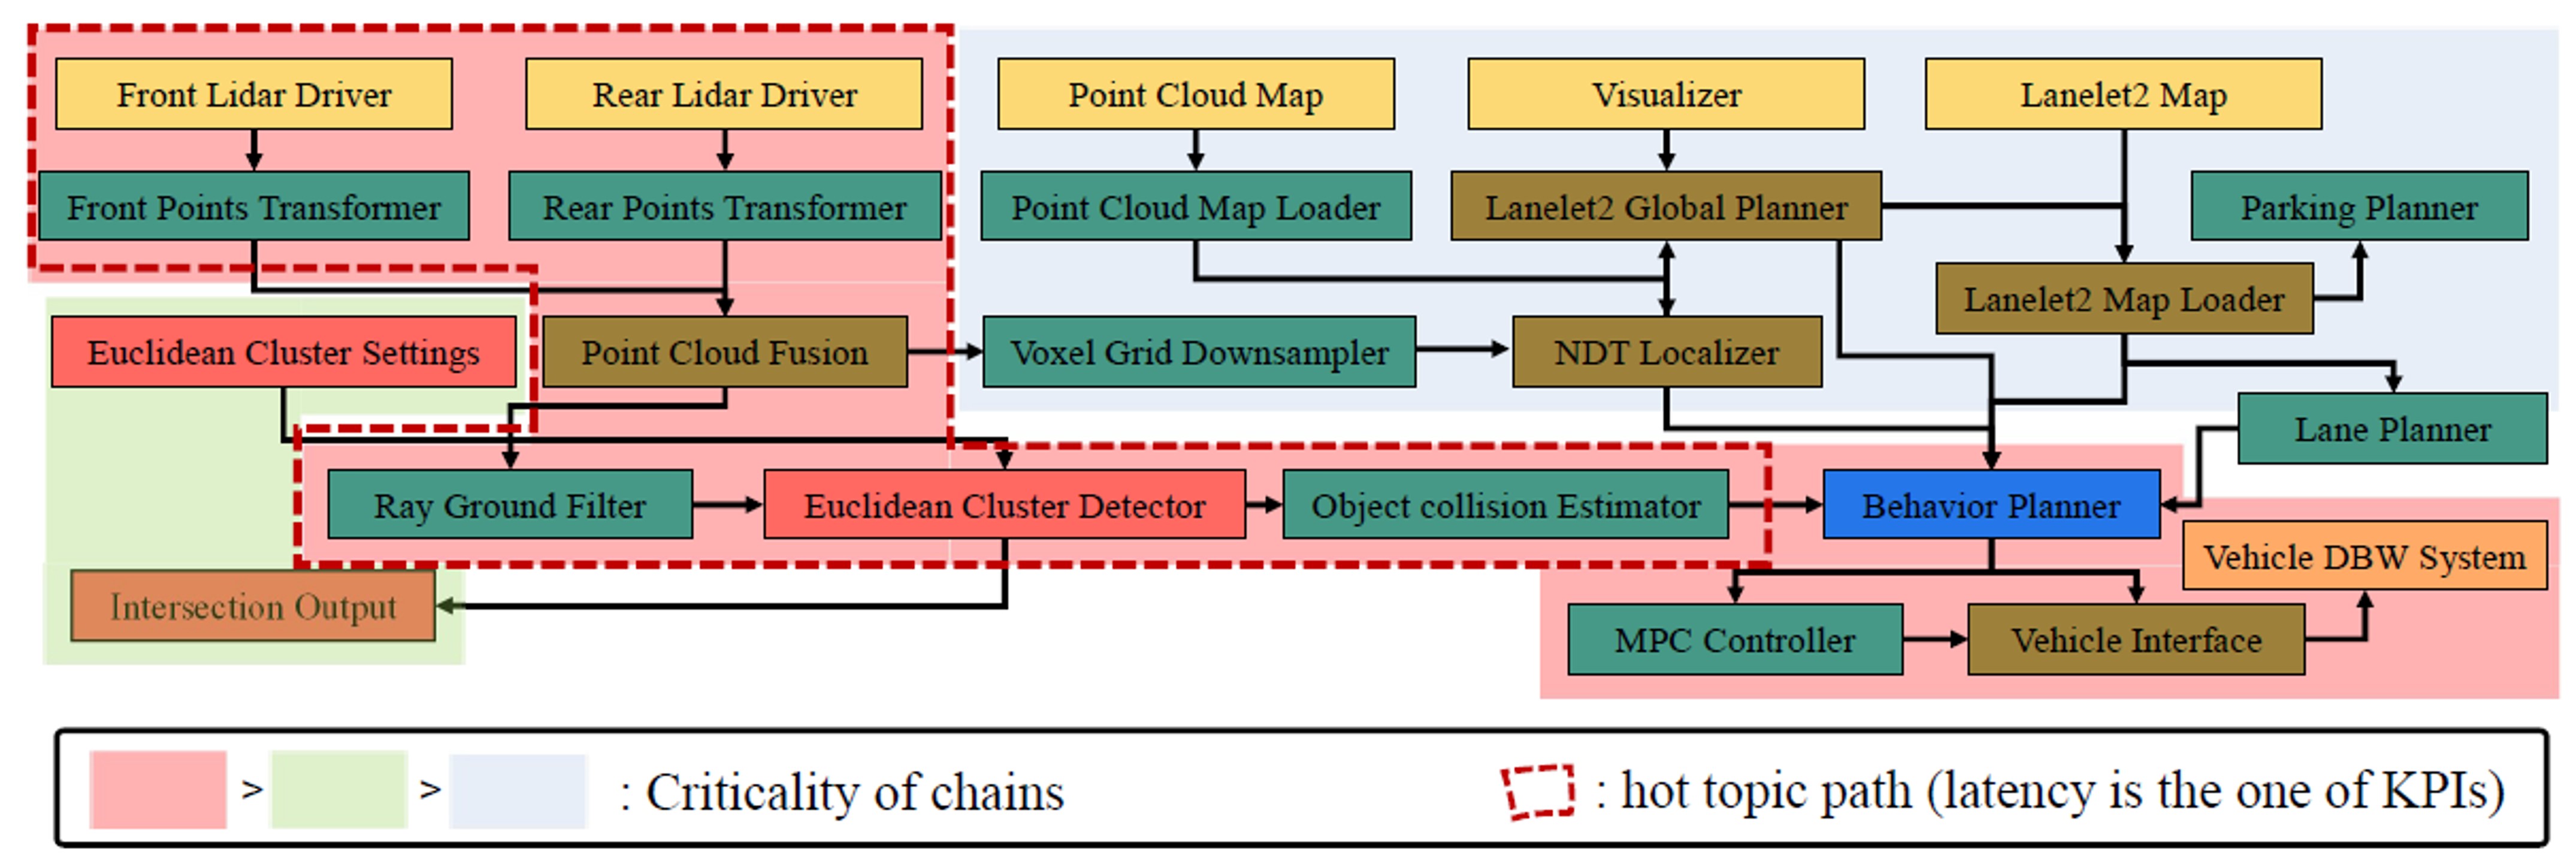 Front Lidar Driver
Rear Lidar Driver
Point Cloud Map
Visualizer
Lanelet2 Map
Front Points Transformer
Rear Points Transformer
Point Cloud Map Loader
Lanelet2 Global Planner
Parking Planner
Lanelet2 Map Loader
Euclidean Cluster Settings
Point Cloud Fusion
Voxel Grid Downsampler
NDT Localizer
Lane Planner
Ray Ground Filter
Euclidean Cluster Detector
Object collision Estimator
Behavior Planner
Vehicle DBW System
Intersection Output
MPC Controller
Vehicle Interface
> > : Criticality of chains
: hot topic path (latency is the one of KPIs)